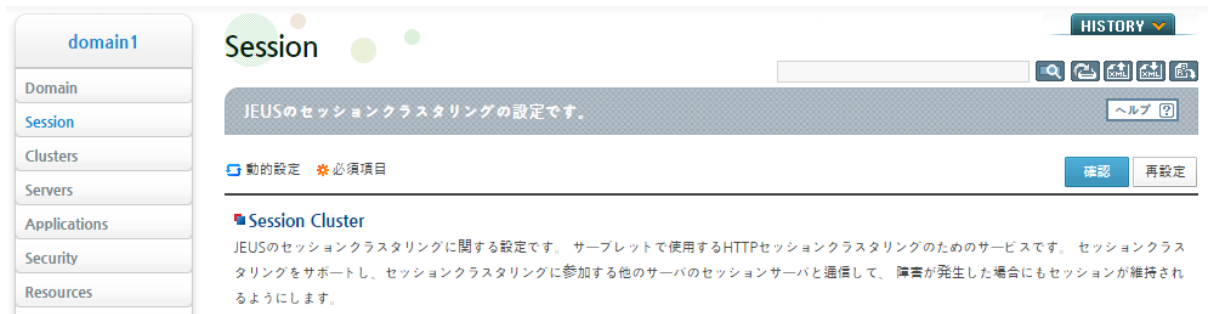 domain1
Domain
Session
Clusters
Servers
Applications
Security
Resources
HISTORY
Session
XML
XML
JEUSのセッションクラスタリングの設定です。
ヘルプ ?
動的設定 必須項目
確認 再設定
Session Cluster
JEUSのセッションクラスタリングに関する設定です。 サーブレットで使用するHTTPセッションクラスタリングのためのサービスです。 セッションクラス
タリングをサポートし、セッションクラスタリングに参加する他のサーバのセッションサーバと通信して、 障害が発生した場合にもセッションが維持され
るようにします。